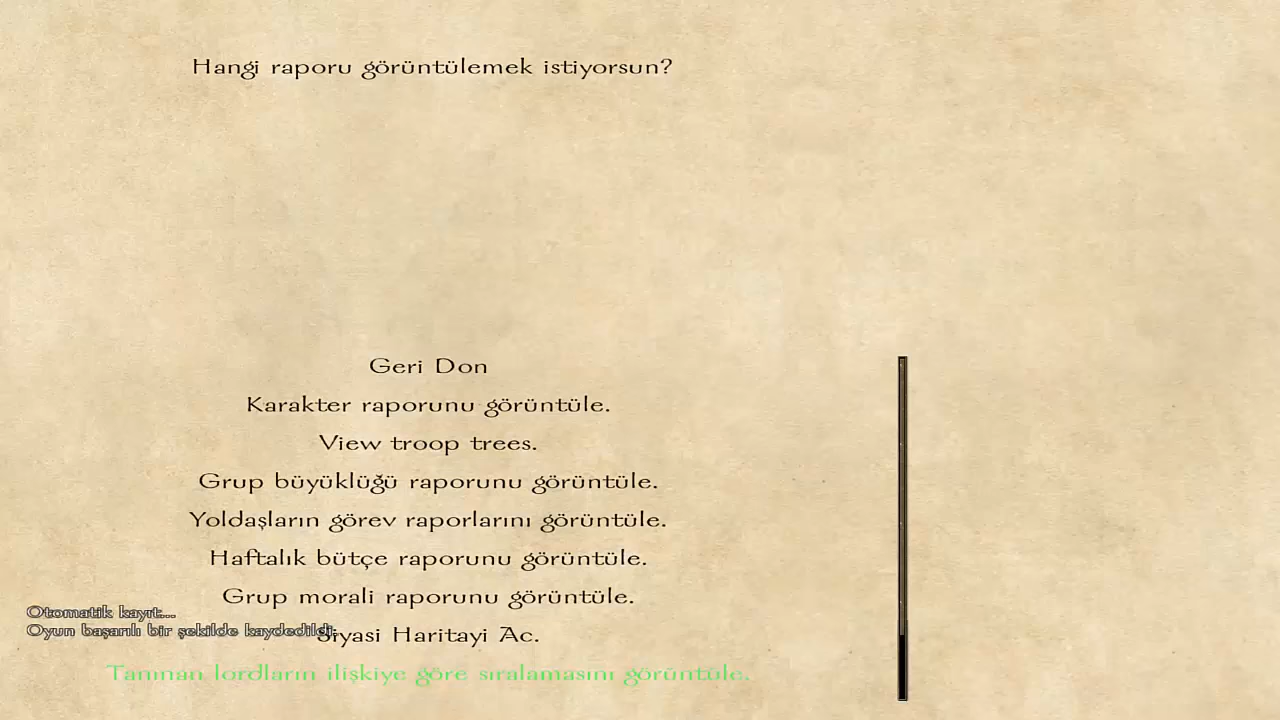 Hangi raporu görüntülemek istiyorsun?
Geri Don
Karakter raporunu görüntüle.
View troop trees.
Grup büyüklüğü raporunu görüntüle.
Yoldaşların görev raporlarını görüntüle.
Haftalık bütçe raporunu görüntüle.
Grup morali raporunu görüntüle.
Otomatik kayıt...
Oyun başarılı bir şekilde kaydedildi.
Siyasi Haritayi Ac.
Tanınan lordların ilişkiye göre sıralamasını görüntüle.